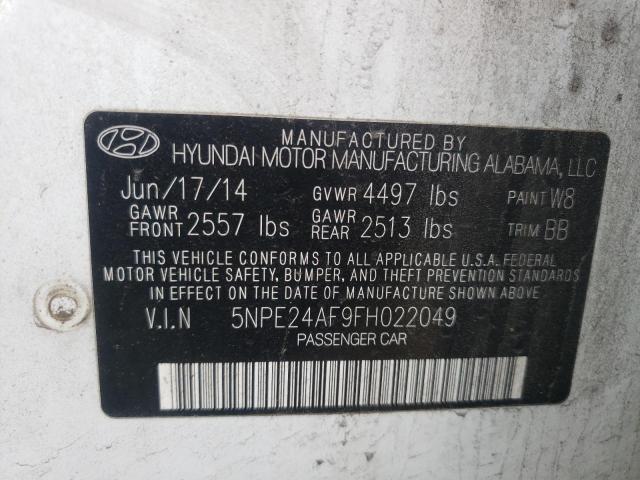 MANUFACTURED BY
HYUNDAI MOTOR MANUFACTURING ALABAMA, LLC
Jun/17/14 GVWR 4497 lbs PAINT W8
GAWR FRONT 2557 lbs GAWR REAR 2513 lbs TRIM BB
THIS VEHICLE CONFORMS TO ALL APPLICABLE U.S.A. FEDERAL
MOTOR VEHICLE SAFETY, BUMPER, AND THEFT PREVENTION STANDARDS
IN EFFECT ON THE DATE OF MANUFACTURE SHOWN ABOVE.
V.I.N 5NPE24AF9FH022049
PASSENGER CAR